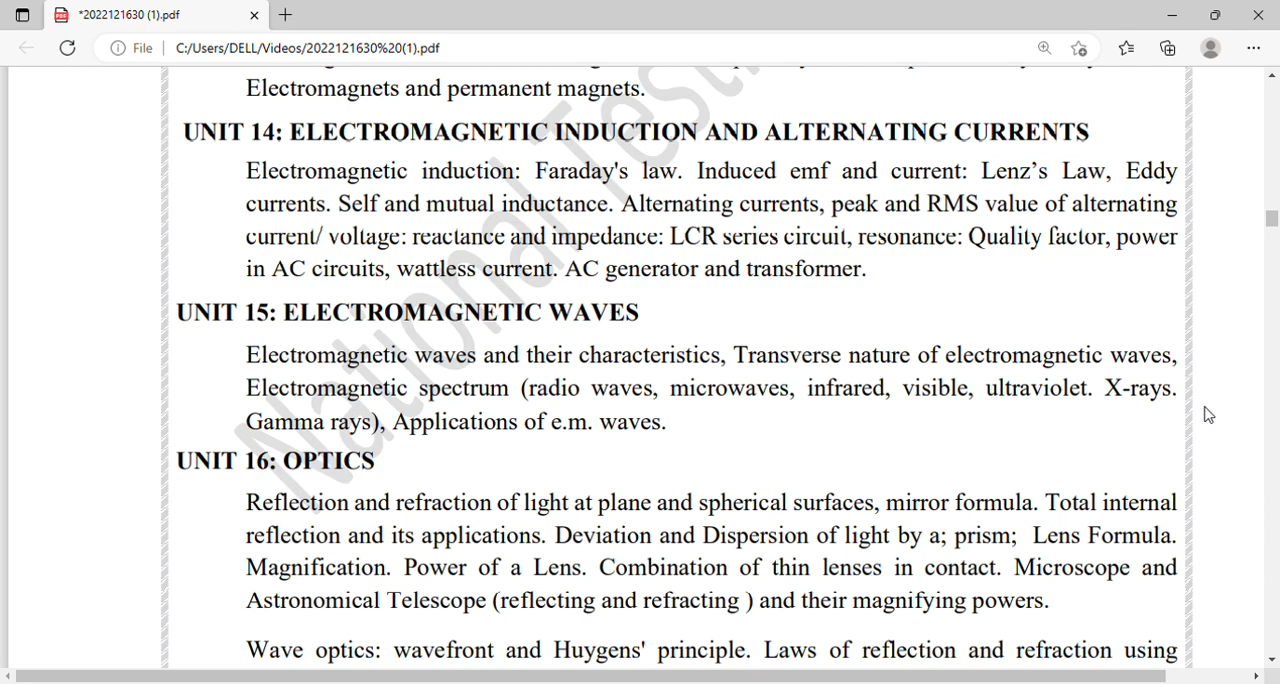 *2022121630 (1).pdf
File C:/Users/DELL/Videos/2022121630%20(1).pdf
Electromagnets and permanent magnets.
UNIT 14: ELECTROMAGNETIC INDUCTION AND ALTERNATING CURRENTS
Electromagnetic induction: Faraday's law. Induced emf and current: Lenz's Law, Eddy
currents. Self and mutual inductance. Alternating currents, peak and RMS value of alternating
current/ voltage: reactance and impedance: LCR series circuit, resonance: Quality factor, power
in AC circuits, wattless current. AC generator and transformer.
UNIT 15: ELECTROMAGNETIC WAVES
Electromagnetic waves and their characteristics, Transverse nature of electromagnetic waves,
Electromagnetic spectrum (radio waves, microwaves, infrared, visible, ultraviolet. X-rays.
Gamma rays), Applications of e.m. waves.
UNIT 16: OPTICS
Reflection and refraction of light at plane and spherical surfaces, mirror formula. Total internal
reflection and its applications. Deviation and Dispersion of light by a; prism; Lens Formula.
Magnification. Power of a Lens. Combination of thin lenses in contact. Microscope and
Astronomical Telescope (reflecting and refracting ) and their magnifying powers.
Wave optics: wavefront and Huygens' principle. Laws of reflection and refraction using
National